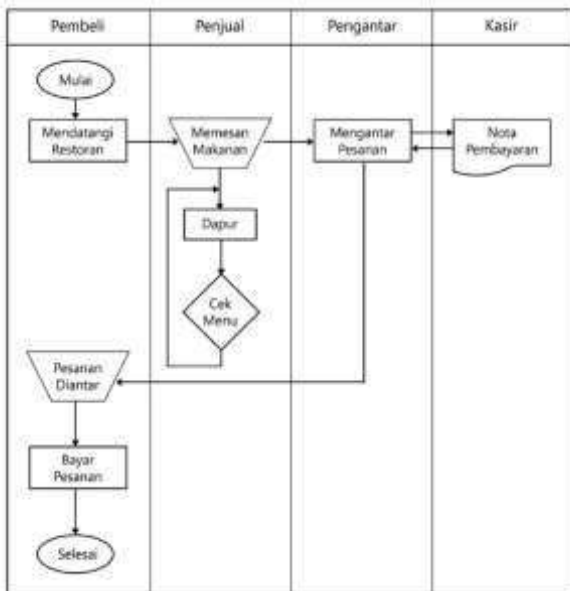 Pembeli
Penjual
Pengantar
Kasir
Mulai
Mendatangi
Restoran
Memesan
Makanan
Mengantar
Pesanan
Nota
Pembayaran
Dapur
Cek
Menu
Pesanan
Diantar
Bayar
Pesanan
Selesai